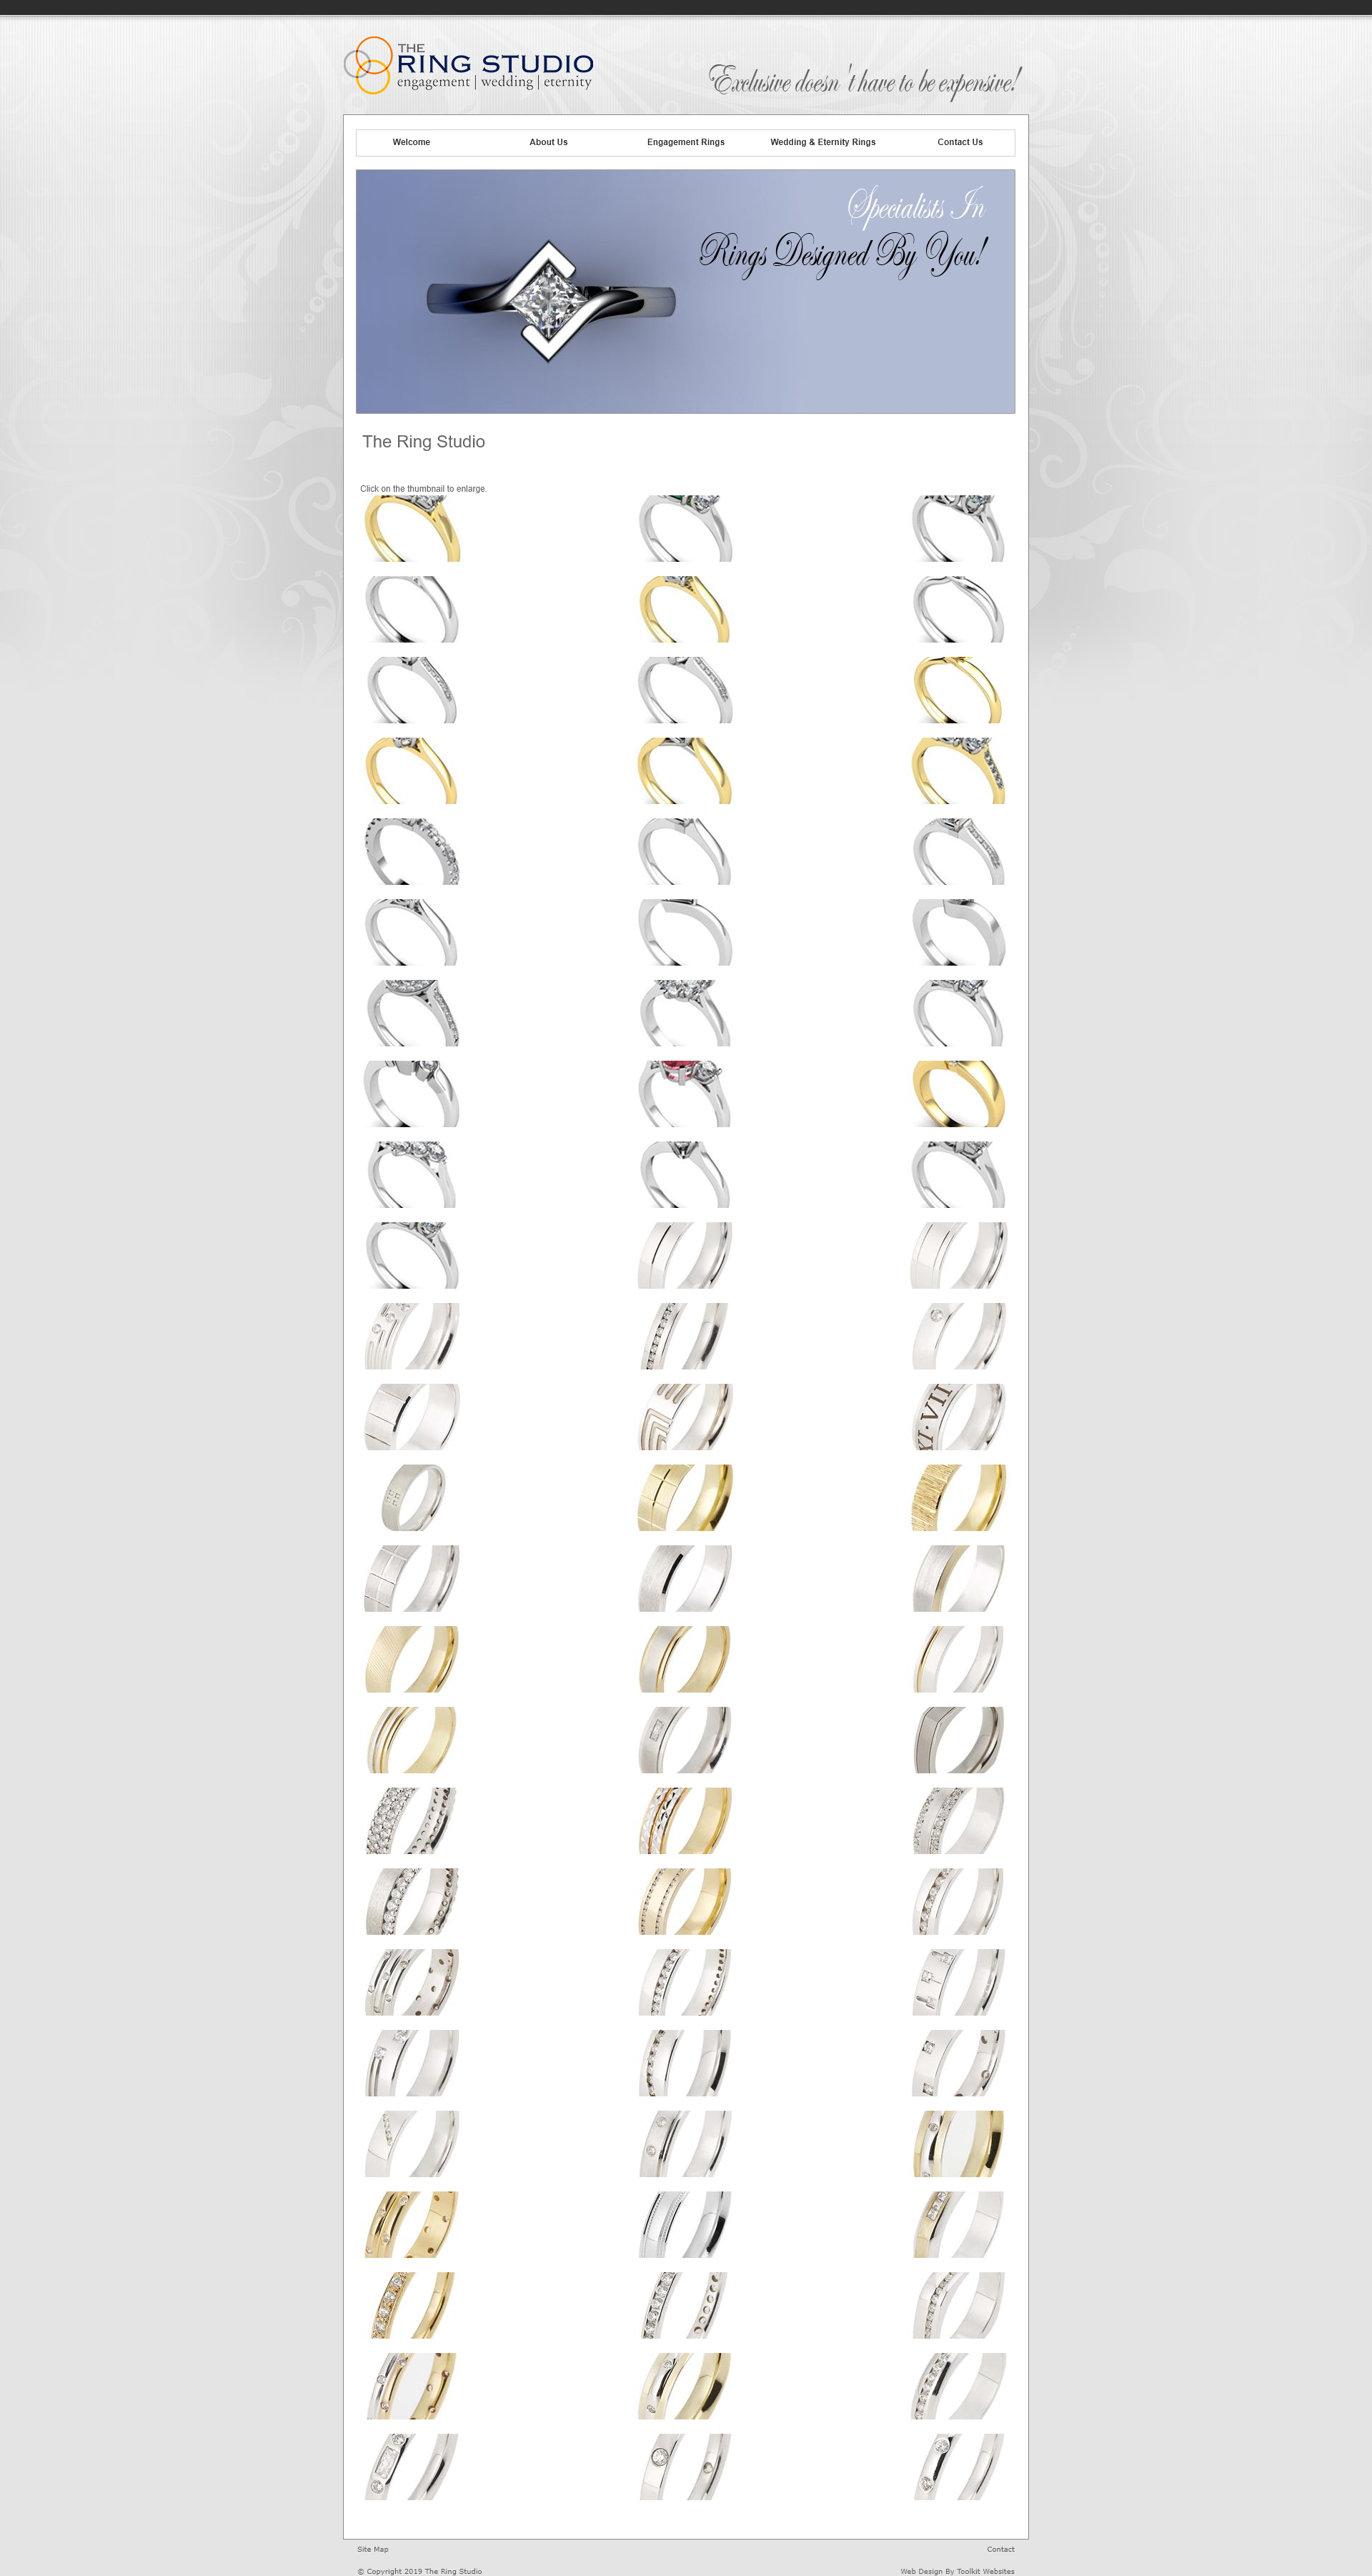 THE
RING STUDIO
engagement | wedding | eternity
Exclusive doesn't have to be expensive!
Welcome
About Us
Engagement Rings
Wedding & Eternity Rings
Contact Us
Specialists In
Rings Designed By You!
The Ring Studio
Click on the thumbnail to enlarge.
XI·VII
Site Map
Contact
© Copyright 2019 The Ring Studio
Web Design By Toolkit Websites